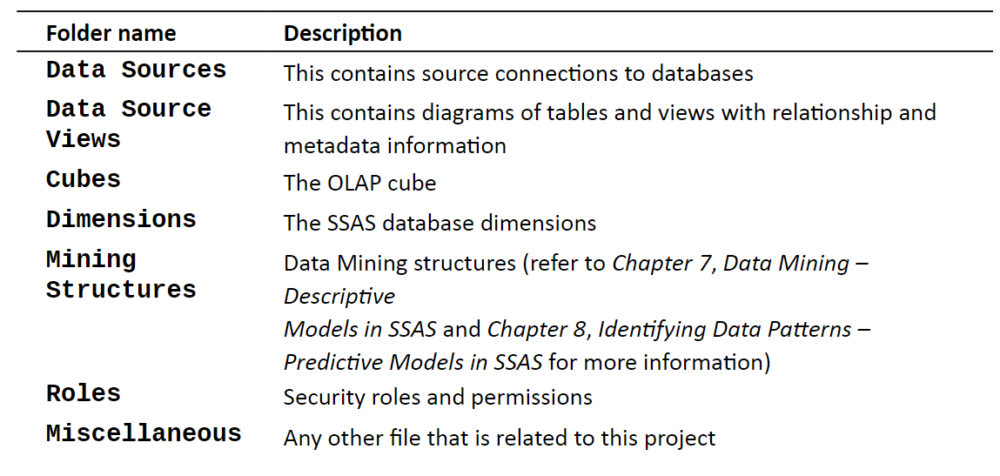 Folder name Description
Data Sources This contains source connections to databases
Data Source Views This contains diagrams of tables and views with relationship and
metadata information
Cubes The OLAP cube
Dimensions The SSAS database dimensions
Mining Structures Data Mining structures (refer to Chapter 7, Data Mining –
Descriptive
Models in SSAS and Chapter 8, Identifying Data Patterns –
Predictive Models in SSAS for more information)
Roles Security roles and permissions
Miscellaneous Any other file that is related to this project